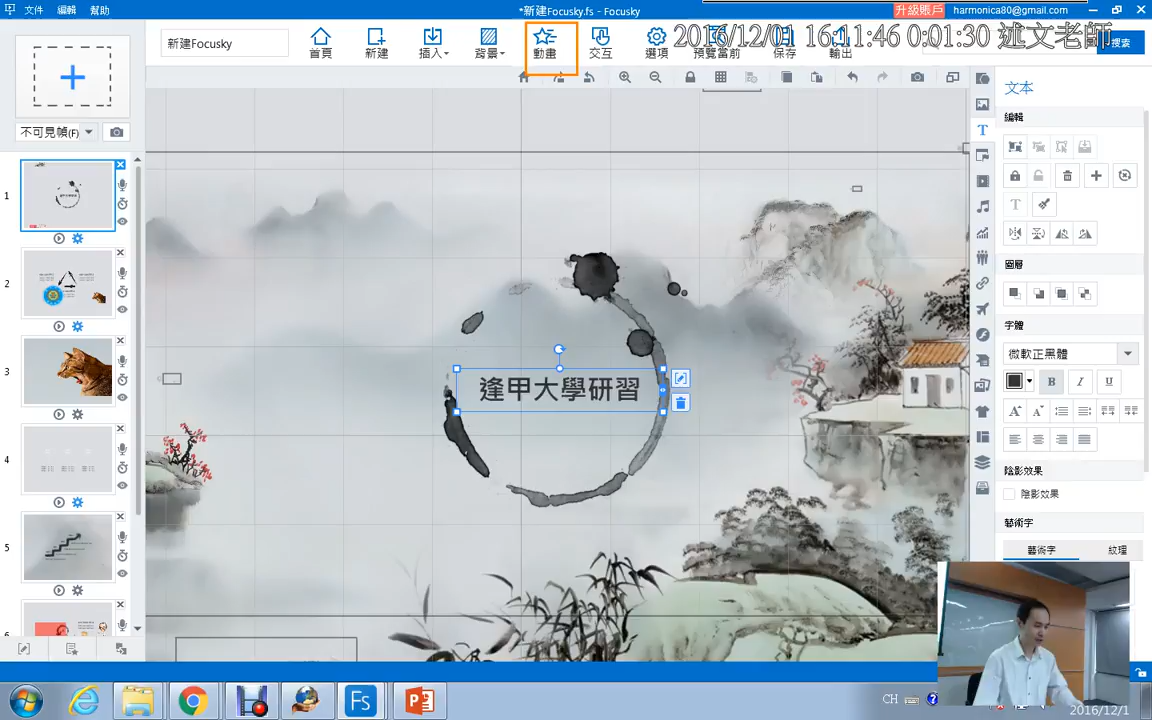 文件 編輯 幫助
*新建Focusky.fs - Focusky
升級賬戶 harmonica80@gmail.com
新建Focusky
首頁 新建 插入 背景 動畫 交互 選項 預覽當前 保存 輸出
2016/12/01 16:11:46 0:01:30 述文老師
搜索
不可見幀(F)
文本
編輯
圖層
字體
微軟正黑體
B I U
陰影效果
陰影效果
藝術字
藝術字 紋理
1
2
3
4
5
6
逢甲大學研習
CH
2016/12/1